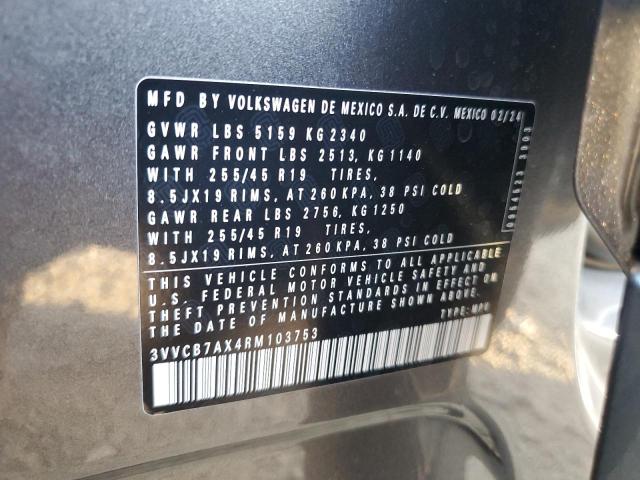 MFD BY VOLKSWAGEN DE MEXICO S.A. DE C.V. MEXICO 02/24
GVWR LBS 5159 KG 2340
GAWR FRONT LBS 2513, KG 1140
WITH 255/45 R19 TIRES,
8.5JX19 RIMS, AT 260 KPA, 38 PSI COLD
GAWR REAR LBS 2756, KG 1250
WITH 255/45 R19 TIRES,
8.5JX19 RIMS, AT 260 KPA, 38 PSI COLD
THIS VEHICLE CONFORMS TO ALL APPLICABLE
U.S. FEDERAL MOTOR VEHICLE SAFETY AND
THEFT PREVENTION STANDARDS IN EFFECT ON
THE DATE OF MANUFACTURE SHOWN ABOVE.
3VVCB7AX4RM103753 TYPE: MPV